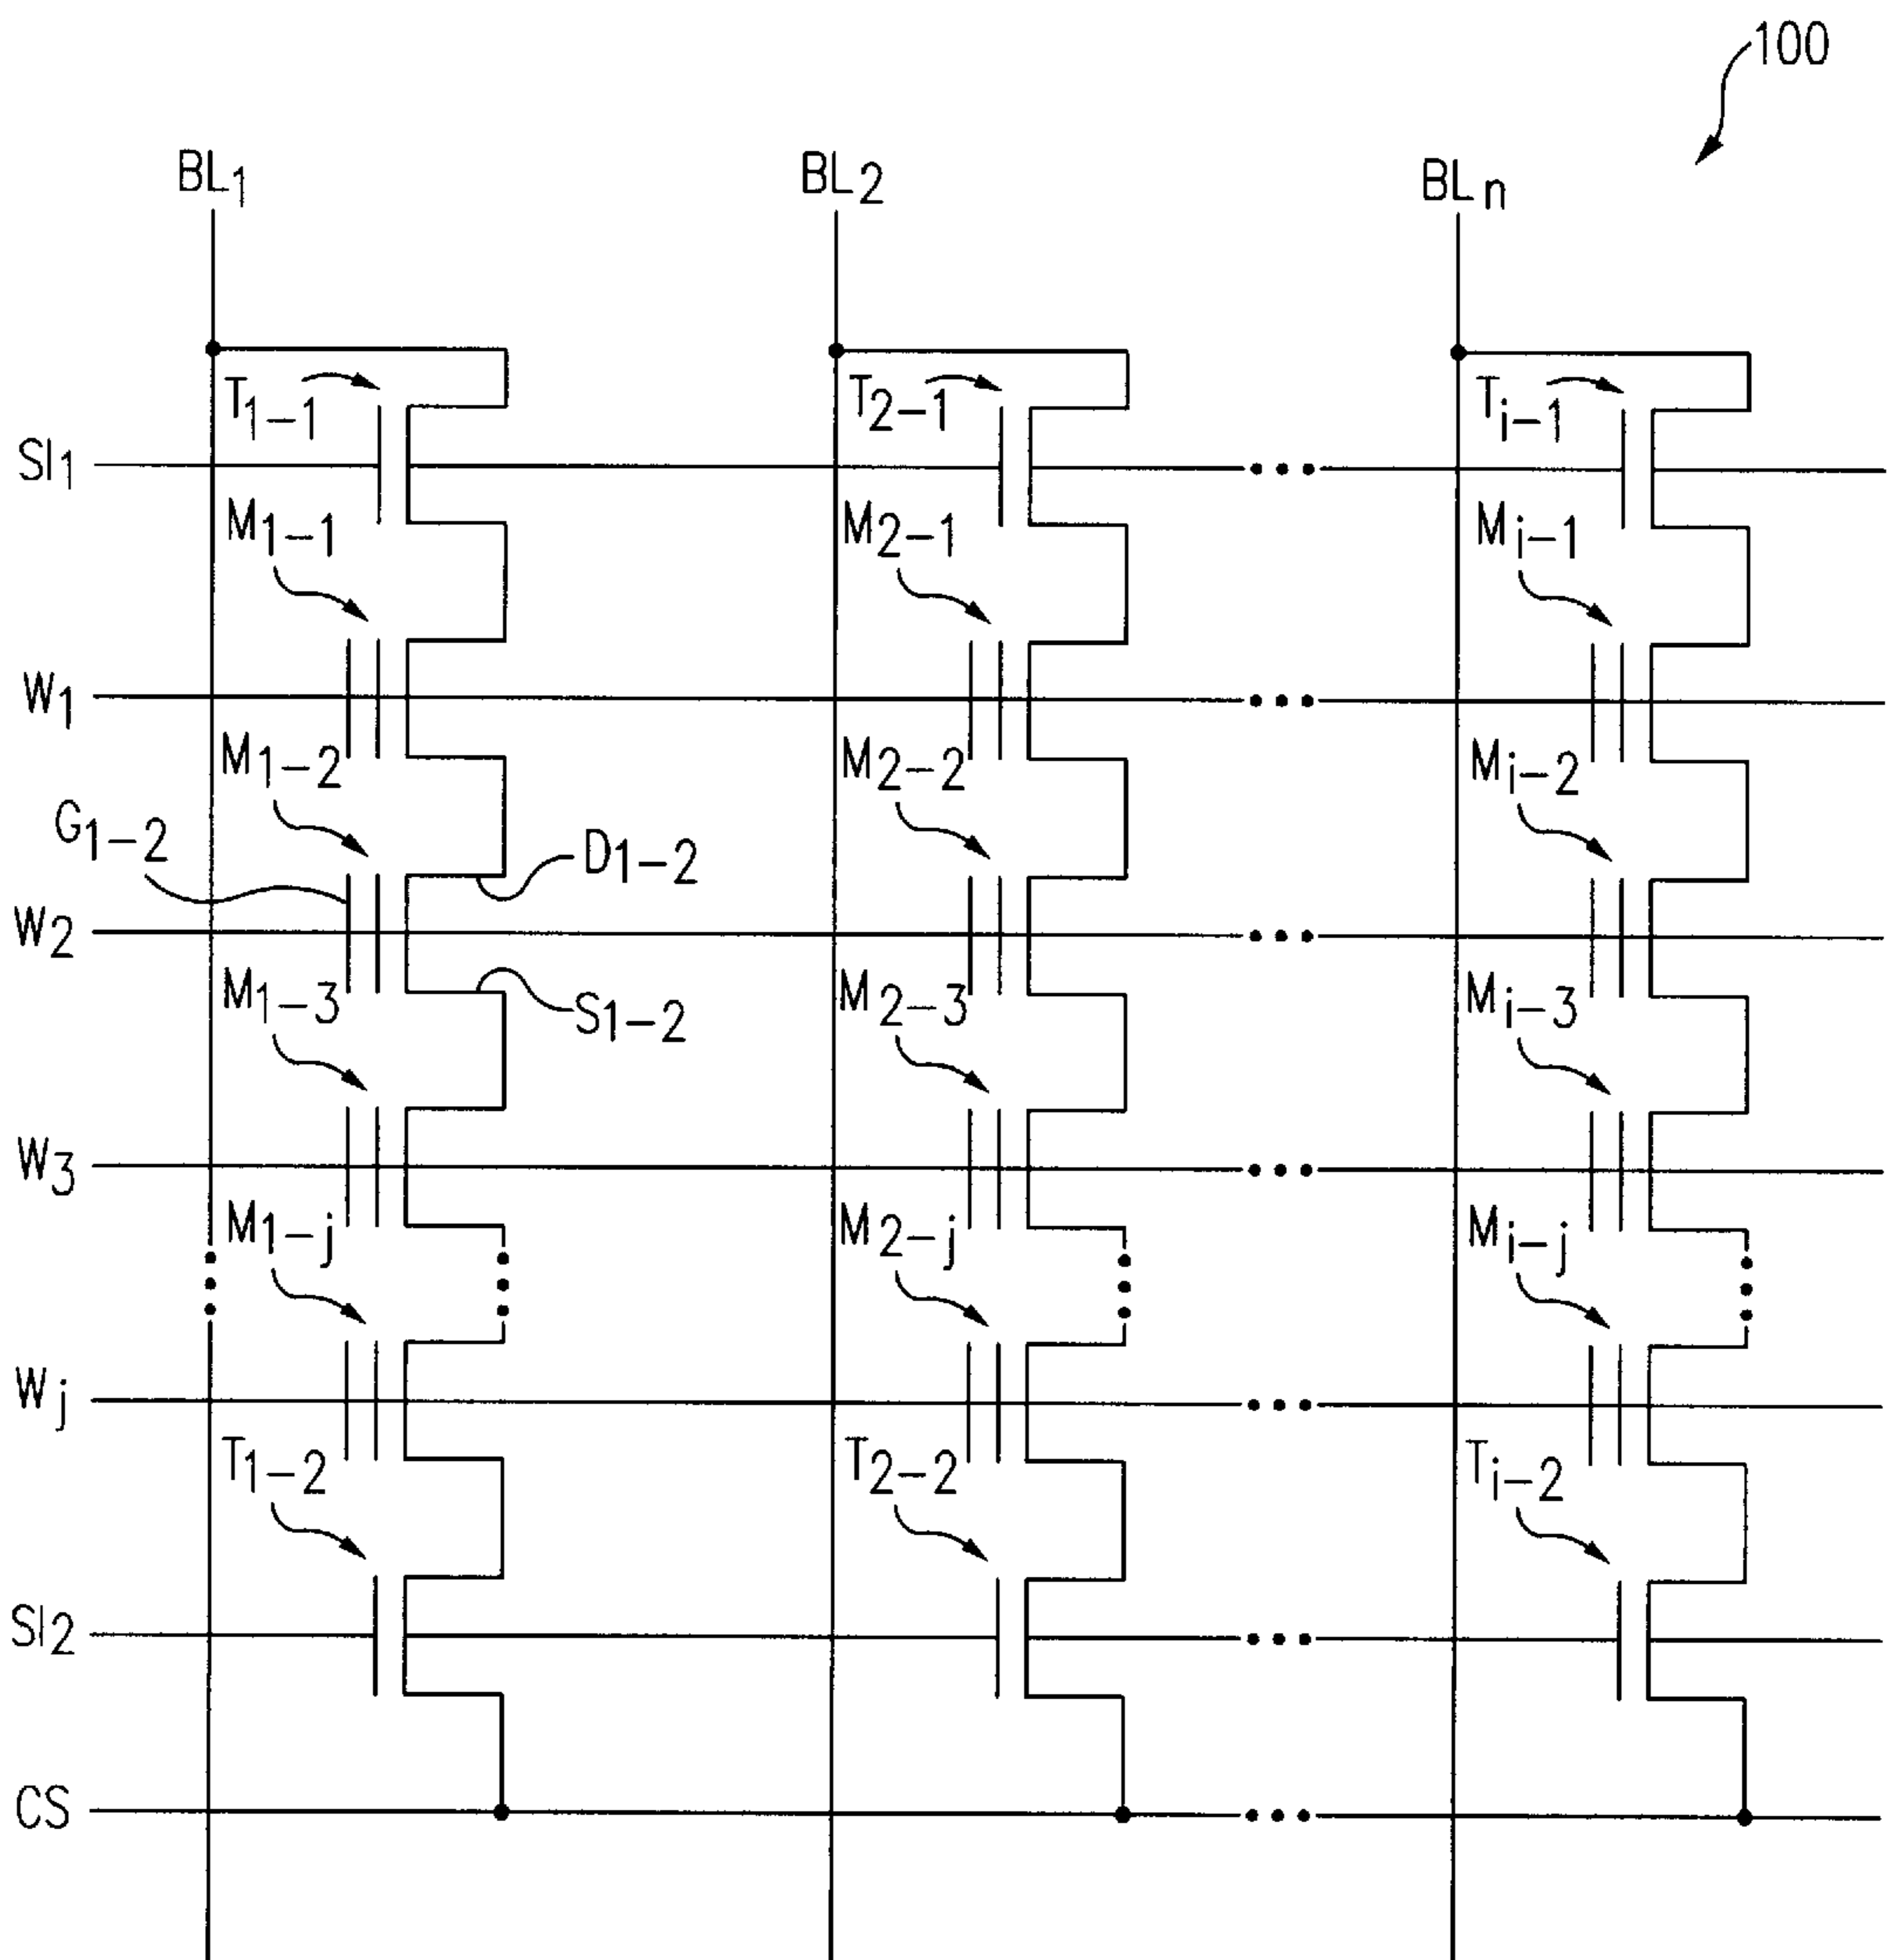 100
BL1 BL2 BLn
T1-1 T2-1 Ti-1
Sl1
M1-1 M2-1 Mi-1
W1
M1-2 M2-2 Mi-2
G1-2 D1-2
W2
M1-3 M2-3 Mi-3
S1-2
W3
M1-j M2-j Mi-j
Wj
T1-2 T2-2 Ti-2
Sl2
CS